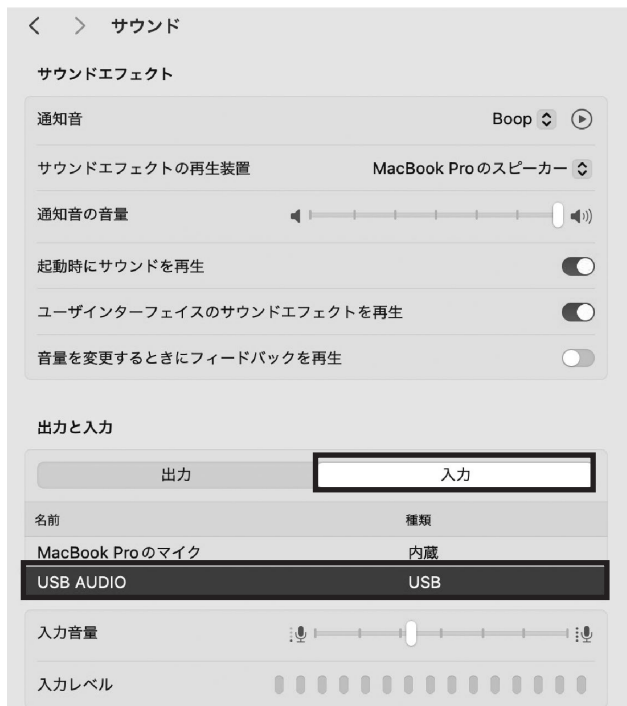 サウンド
サウンドエフェクト
通知音 Boop
サウンドエフェクトの再生装置 MacBook Proのスピーカー
通知音の音量
起動時にサウンドを再生
ユーザインターフェイスのサウンドエフェクトを再生
音量を変更するときにフィードバックを再生
出力と入力
出力 入力
名前 種類
MacBook Proのマイク 内蔵
USB AUDIO USB
入力音量
入力レベル